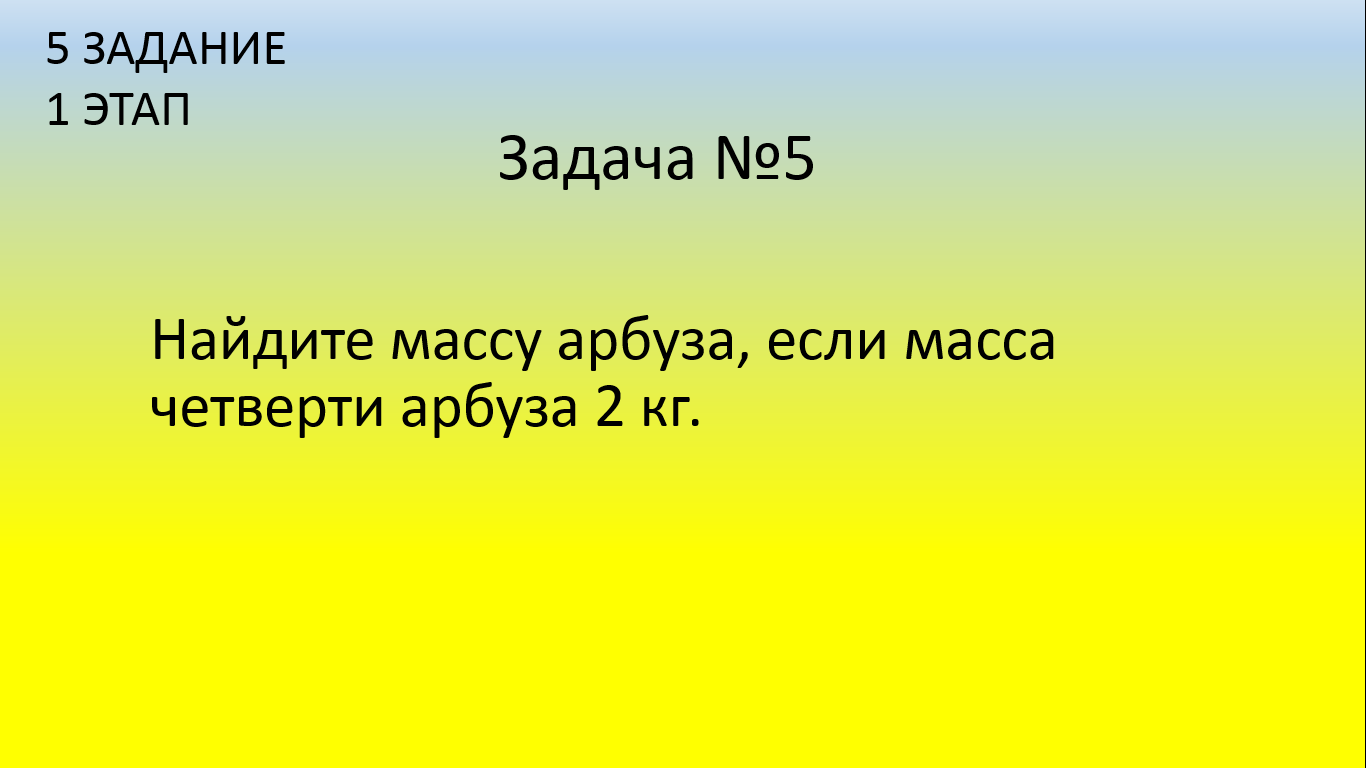 5 ЗАДАНИЕ
1 ЭТАП
Задача №5
Найдите массу арбуза, если масса
четверти арбуза 2 кг.